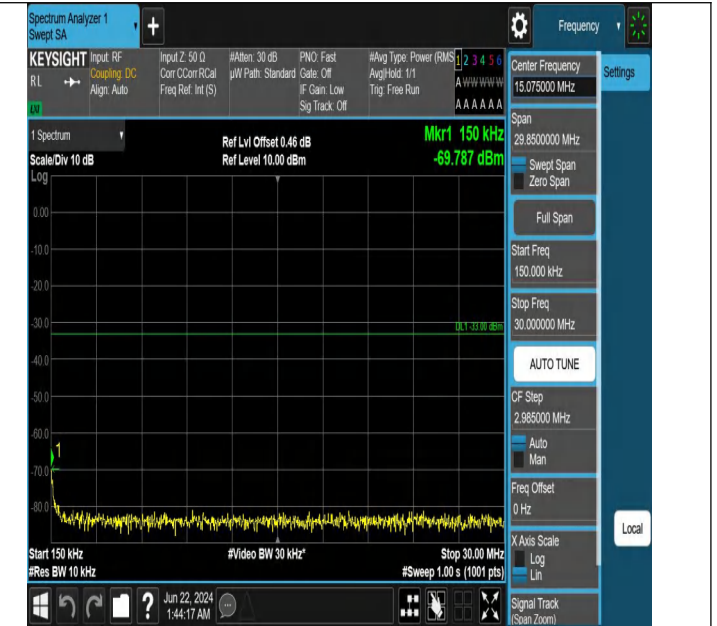 Spectrum Analyzer 1
Swept SA
+
Frequency
KEYSIGHT
RL
LXI
Input: RF
Coupling: DC
Align: Auto
Input Z: 50 Ω
Corr CCorr RCal
Freq Ref: Int (S)
#Atten: 30 dB
µW Path: Standard
PNO: Fast
Gate: Off
IF Gain: Low
Sig Track: Off
#Avg Type: Power (RMS
Avg|Hold: 1/1
Trig: Free Run
1 2 3 4 5 6
A W W W W W
A A A A A A
Center Frequency
15.075000 MHz
Settings
1 Spectrum
Scale/Div 10 dB
Log
Ref Lvl Offset 0.46 dB
Ref Level 10.00 dBm
Mkr1 150 kHz
-69.787 dBm
Span
29.8500000 MHz
Swept Span
Zero Span
Full Span
Start Freq
150.000 kHz
Stop Freq
30.000000 MHz
AUTO TUNE
CF Step
2.985000 MHz
Auto
Man
Freq Offset
0 Hz
X Axis Scale
Log
Lin
Signal Track
(Span Zoom)
Local
0.00
-10.0
-20.0
-30.0
DL1 -33.00 dBm
-40.0
-50.0
-60.0
1
-70.0
-80.0
Start 150 kHz
#Video BW 30 kHz*
Stop 30.00 MHz
#Res BW 10 kHz
#Sweep 1.00 s (1001 pts)
?
Jun 22, 2024
1:44:17 AM